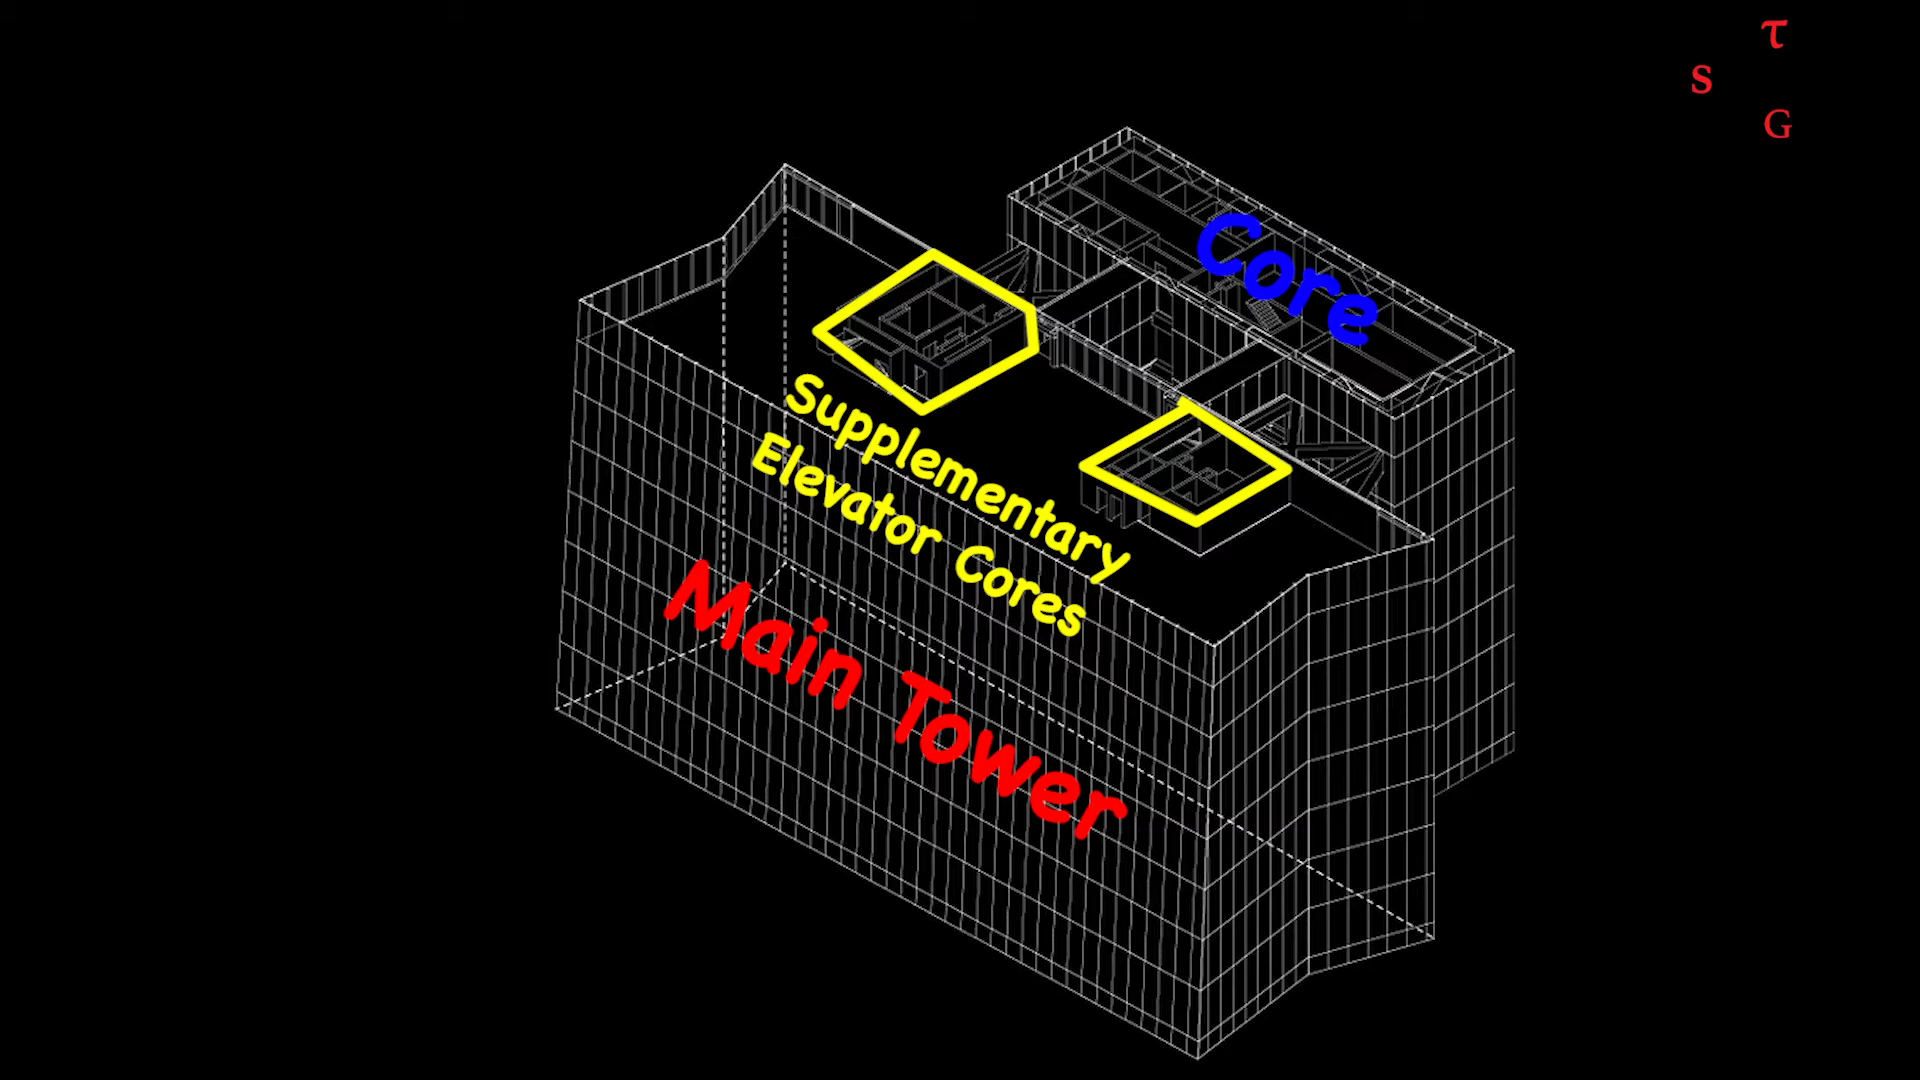 τ
s
G
Core
Supplementary
Elevator Cores
Main Tower